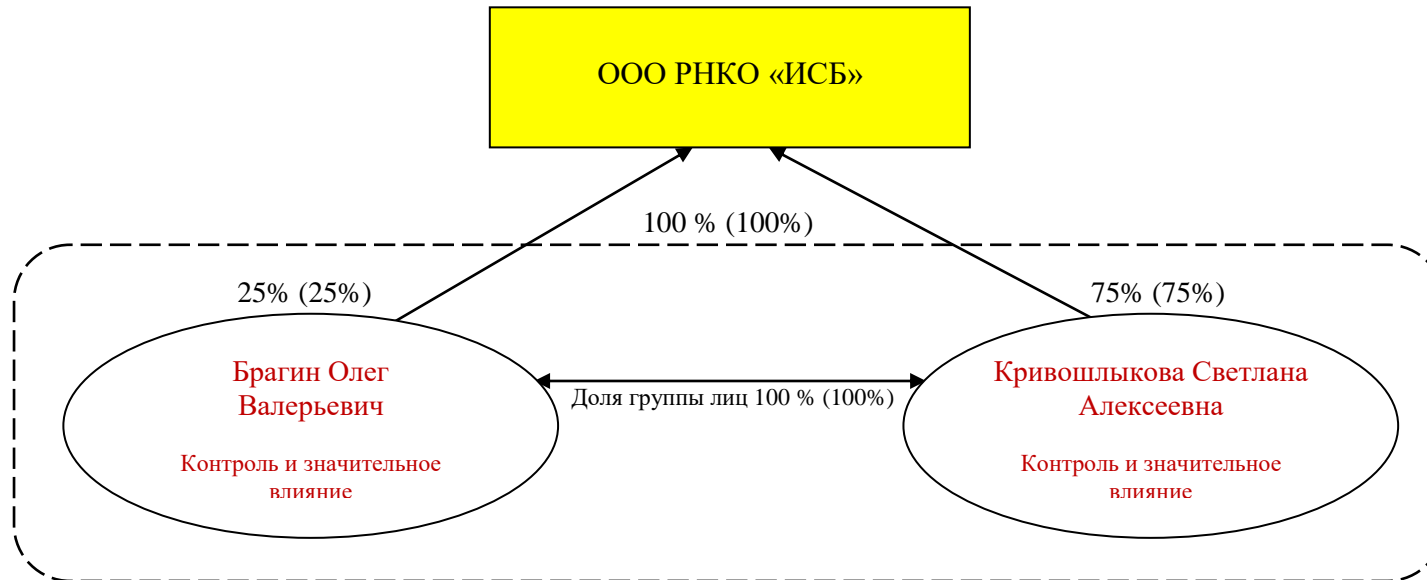 ООО РНКО «ИСБ»
100 % (100%)
25% (25%)
75% (75%)
Брагин Олег
Валерьевич
Контроль и значительное
влияние
Доля группы лиц 100 % (100%)
Кривошлыкова Светлана
Алексеевна
Контроль и значительное
влияние